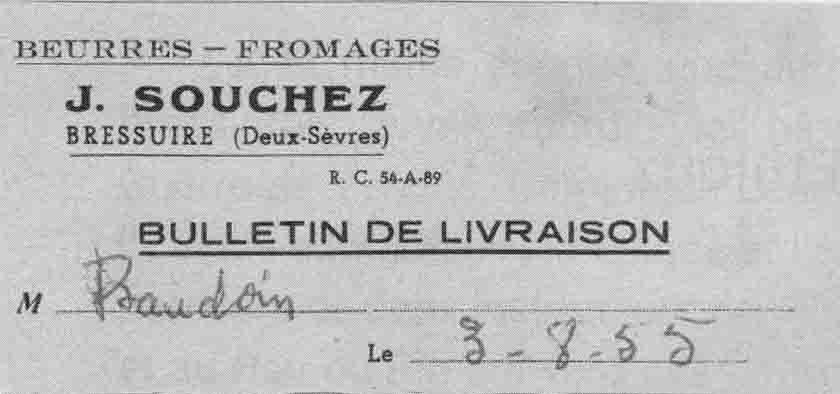 BEURRES — FROMAGES
J. SOUCHEZ
BRESSUIRE (Deux-Sèvres)
R. C. 54-A-89
BULLETIN DE LIVRAISON
M Baudoin
Le 3-8-55